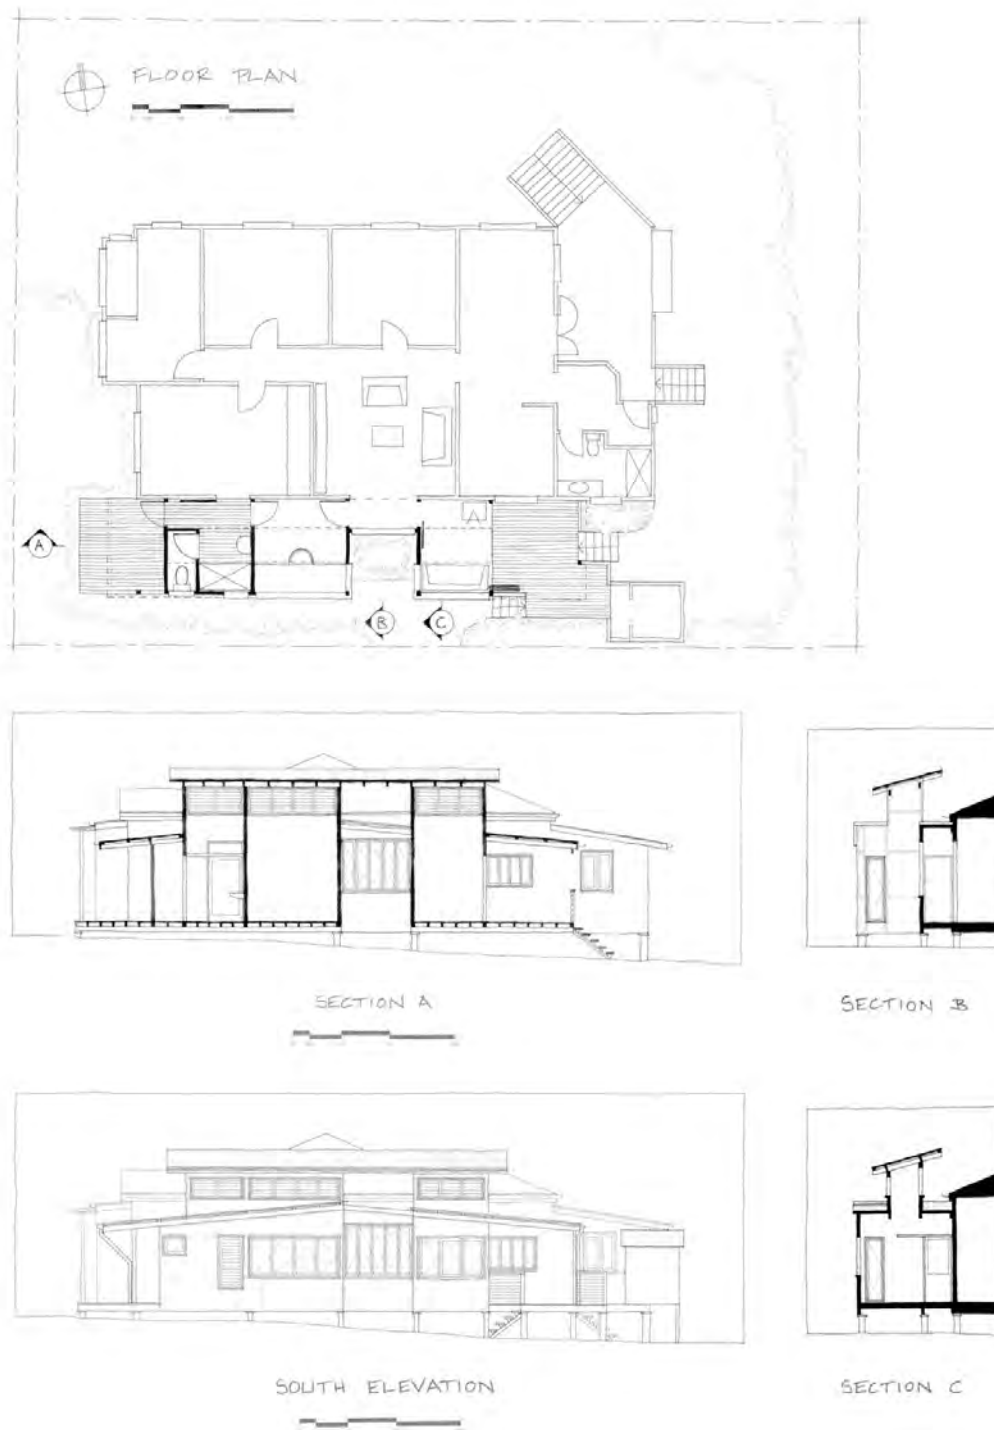 FLOOR PLAN
A
B
C
SECTION A
SECTION B
SOUTH ELEVATION
SECTION C